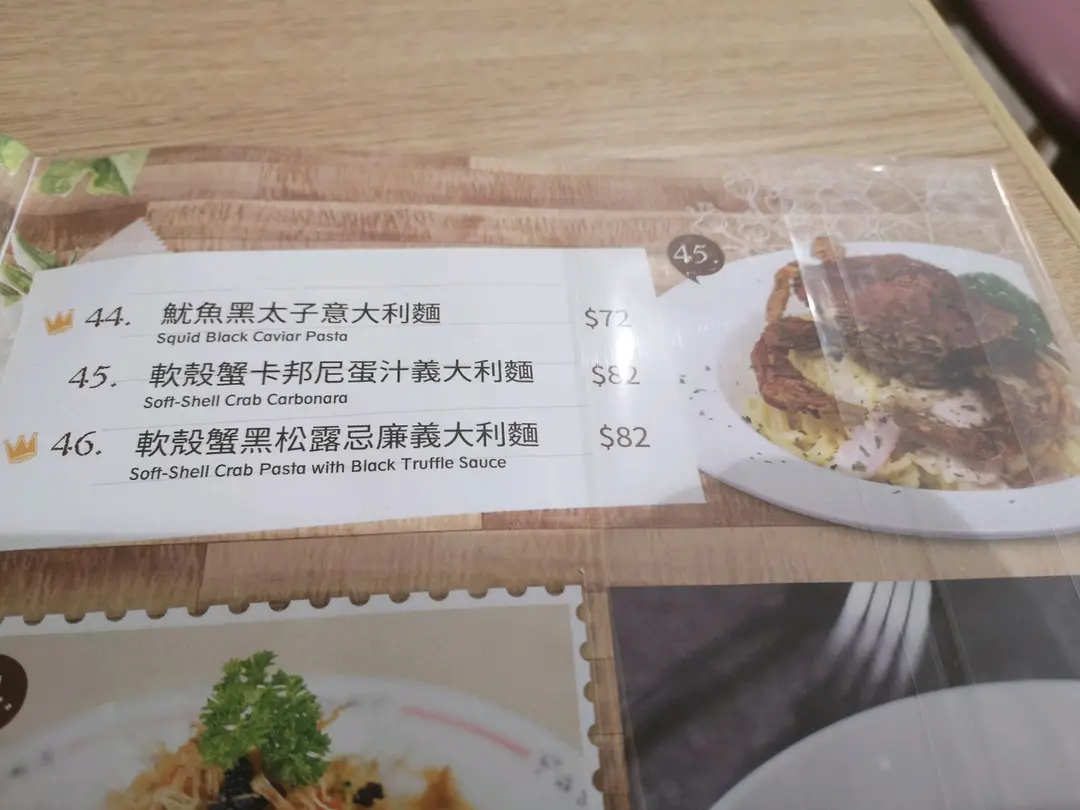 45.
44. 魷魚黑太子意大利麵 $72
Squid Black Caviar Pasta
45. 軟殼蟹卡邦尼蛋汁義大利麵 $82
Soft-Shell Crab Carbonara
46. 軟殼蟹黑松露忌廉義大利麵 $82
Soft-Shell Crab Pasta with Black Truffle Sauce